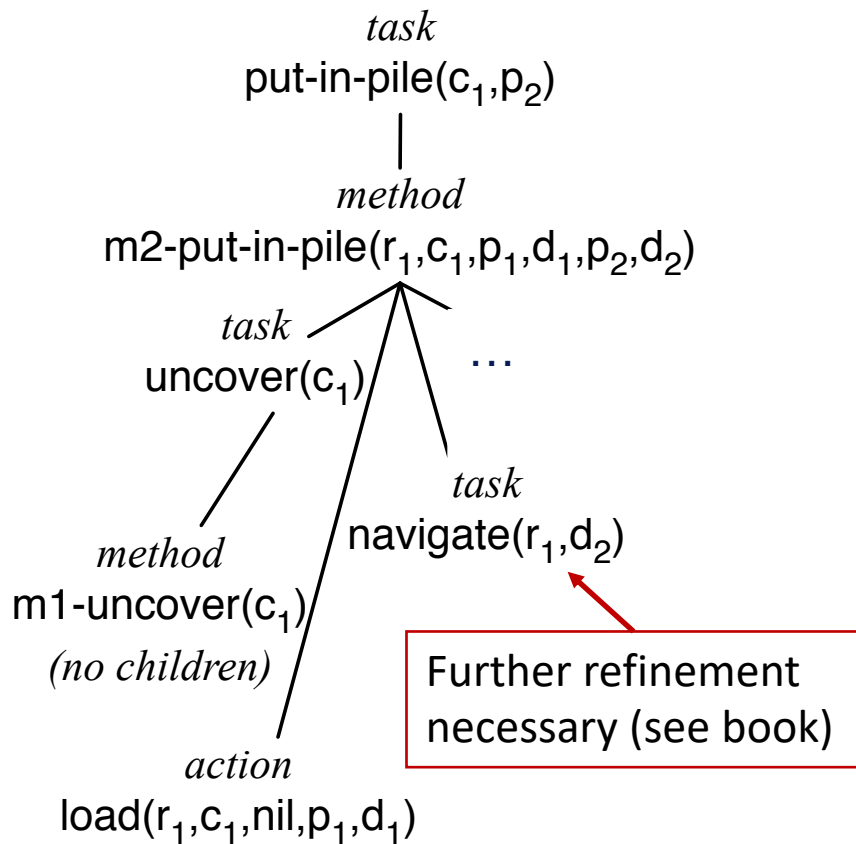 task
put-in-pile(c₁,p₂)
method
m2-put-in-pile(r₁,c₁,p₁,d₁,p₂,d₂)
task
uncover(c₁)
...
task
navigate(r₁,d₂)
method
m1-uncover(c₁)
(no children)
Further refinement
necessary (see book)
action
load(r₁,c₁,nil,p₁,d₁)